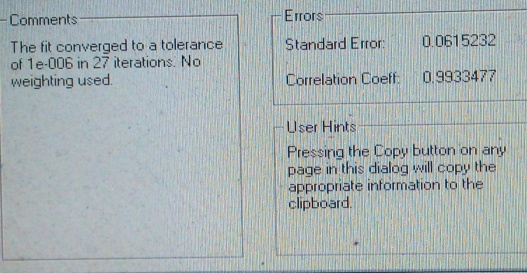 Comments
The fit converged to a tolerance
of 1e-006 in 27 iterations. No
weighting used.
Errors
Standard Error: 0.0615232
Correlation Coeff: 0.9933477
User Hints
Pressing the Copy button on any
page in this dialog will copy the
appropriate information to the
clipboard.